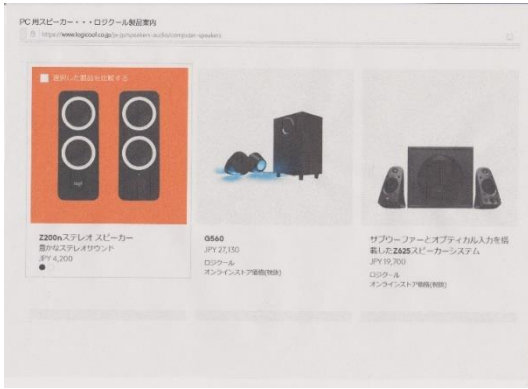 PC 用スピーカー・・・ロジクール製品案内
https://www.logicool.co.jp/ja-jp/speakers-audio/computer-speakers
選択した製品を比較する
logi
Z200nステレオ スピーカー
豊かなステレオサウンド
JPY 4,200
G560
JPY 27,130
ロジクール
オンラインストア価格(税抜)
サブウーファーとオプティカル入力を搭
載したZ625スピーカーシステム
JPY 19,700
ロジクール
オンラインストア価格(税抜)